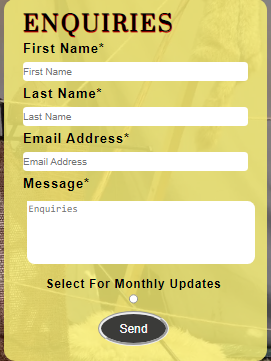 ENQUIRIES
First Name*
First Name
Last Name*
Last Name
Email Address*
Email Address
Message*
Enquiries
Select For Monthly Updates
Send